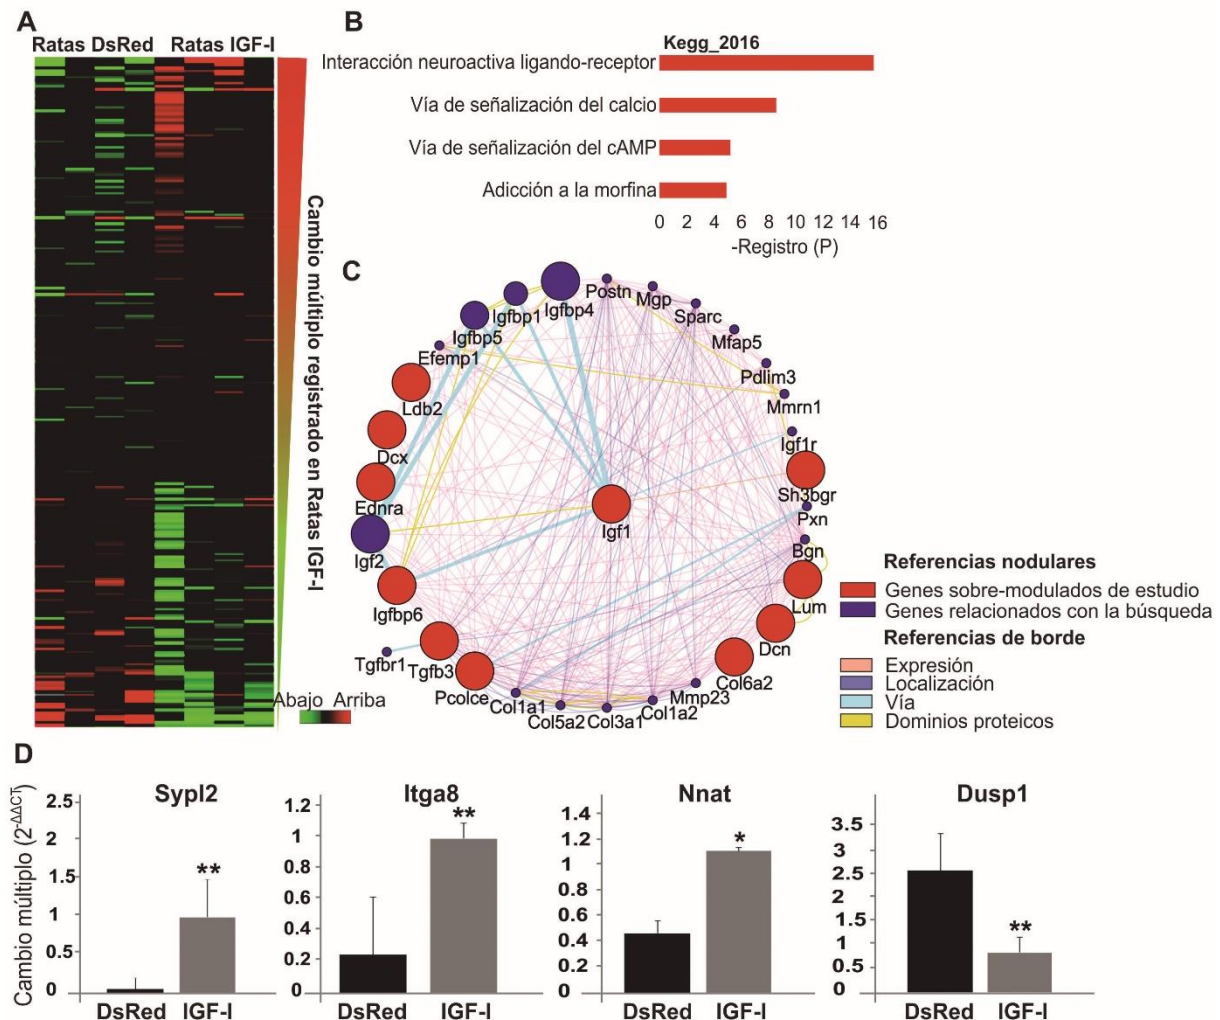 A
Ratas DsRed
Ratas IGF-I
Cambio múltiple registrado en Ratas IGF-I
Abajo
Arriba
B
Kegg_2016
Interacción neuroactiva ligando-receptor
Vía de señalización del calcio
Vía de señalización del cAMP
Adicción a la morfina
0 2 4 6 8 10 12 14 16
-Registro (P)
C
Igfbp4
Igfbp1
Igfbp5
Efemp1
Ldb2
Dcx
Ednra
Igf2
Igfbp6
Tgfbr1
Tgfb3
Pcolce
Col1a1
Col5a2
Col3a1
Col1a2
Mmp23
Col6a2
Dcn
Lum
Bgn
Pxn
Sh3bgr
Igf1r
Mmrn1
Pdlim3
Mfap5
Sparc
Mgp
Postn
Igf1
Referencias nodulares
Genes sobre-modulados de estudio
Genes relacionados con la búsqueda
Referencias de borde
Expresión
Localización
Vía
Dominios proteicos
D
Cambio múltiplo (2-ΔΔCT)
Sypl2
2.5
2
1.5
1
0.5
0
**
DsRed IGF-I
Itga8
1.2
1
0.8
0.6
0.4
0.2
0
**
DsRed IGF-I
Nnat
1.4
1.2
1
0.8
0.6
0.4
0.2
0
*
DsRed IGF-I
Dusp1
3.5
3
2.5
2
1.5
1
0.5
0
**
DsRed IGF-I